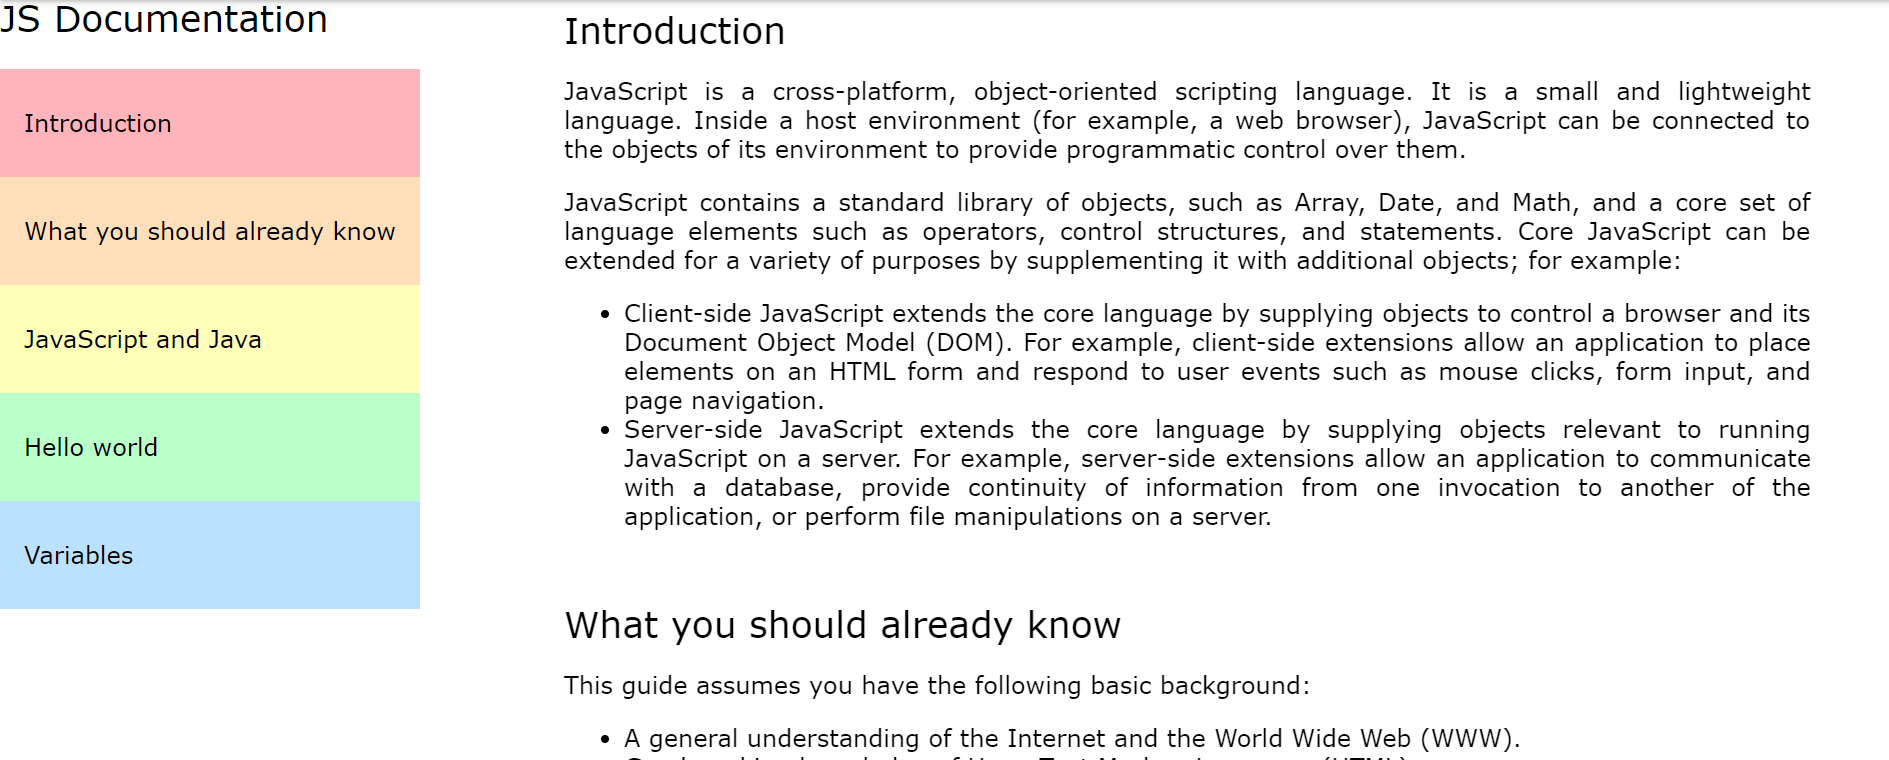 JS Documentation
Introduction
What you should already know
JavaScript and Java
Hello world
Variables
Introduction
JavaScript is a cross-platform, object-oriented scripting language. It is a small and lightweight
language. Inside a host environment (for example, a web browser), JavaScript can be connected to
the objects of its environment to provide programmatic control over them.
JavaScript contains a standard library of objects, such as Array, Date, and Math, and a core set of
language elements such as operators, control structures, and statements. Core JavaScript can be
extended for a variety of purposes by supplementing it with additional objects; for example:
• Client-side JavaScript extends the core language by supplying objects to control a browser and its
Document Object Model (DOM). For example, client-side extensions allow an application to place
elements on an HTML form and respond to user events such as mouse clicks, form input, and
page navigation.
• Server-side JavaScript extends the core language by supplying objects relevant to running
JavaScript on a server. For example, server-side extensions allow an application to communicate
with a database, provide continuity of information from one invocation to another of the
application, or perform file manipulations on a server.
What you should already know
This guide assumes you have the following basic background:
• A general understanding of the Internet and the World Wide Web (WWW).